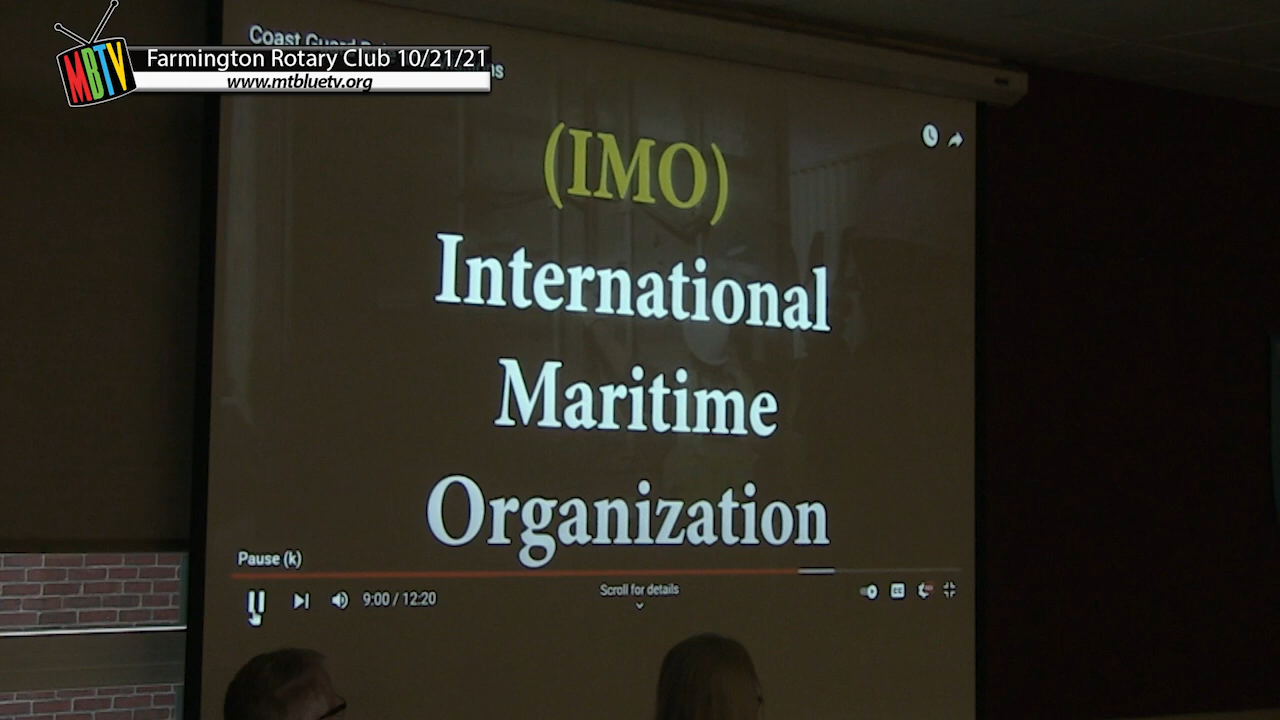 MBTV
Farmington Rotary Club 10/21/21
www.mtbluetv.org
Coast Guard
(IMO)
International
Maritime
Organization
Pause (k)
9:00 / 12:20
Scroll for details
CC